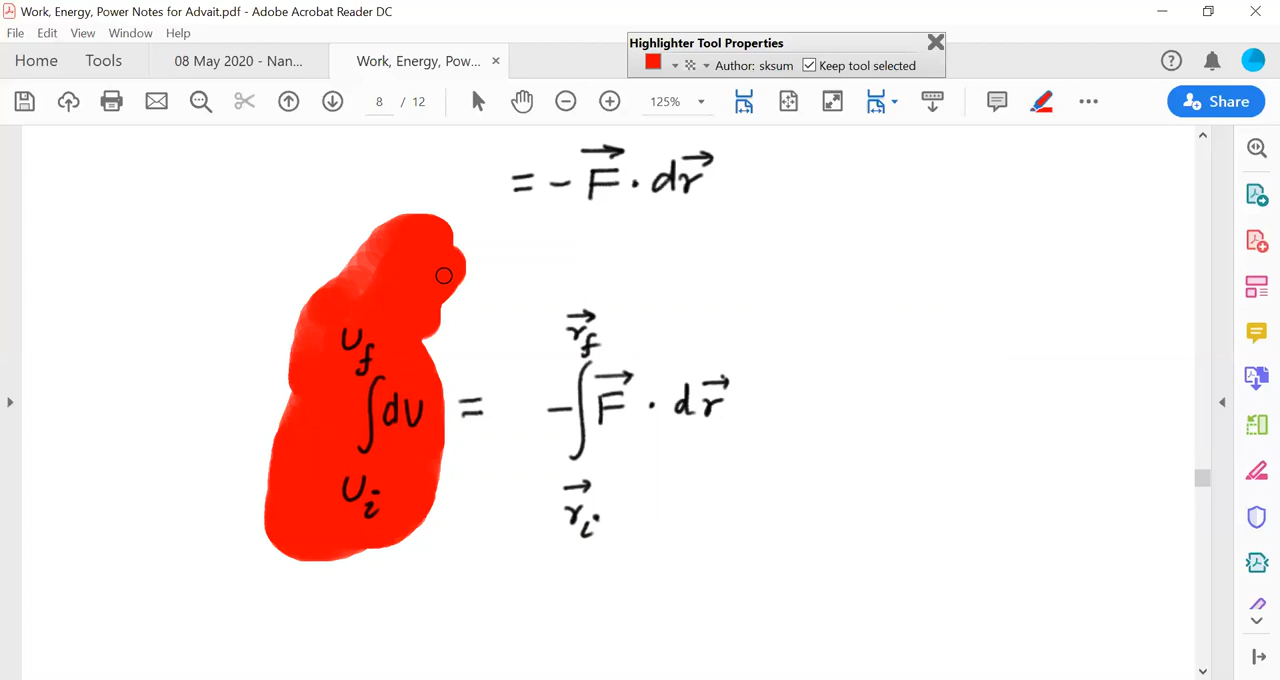 Work, Energy, Power Notes for Advait.pdf - Adobe Acrobat Reader DC
File Edit View Window Help
Highlighter Tool Properties
Author: sksum Keep tool selected
Home Tools 08 May 2020 - Nan... Work, Energy, Pow... ×
8 / 12 125% Share
= - F⃗ . dr⃗
U_f r⃗_f
∫dU = -∫F⃗ . dr⃗
U_i r⃗_i